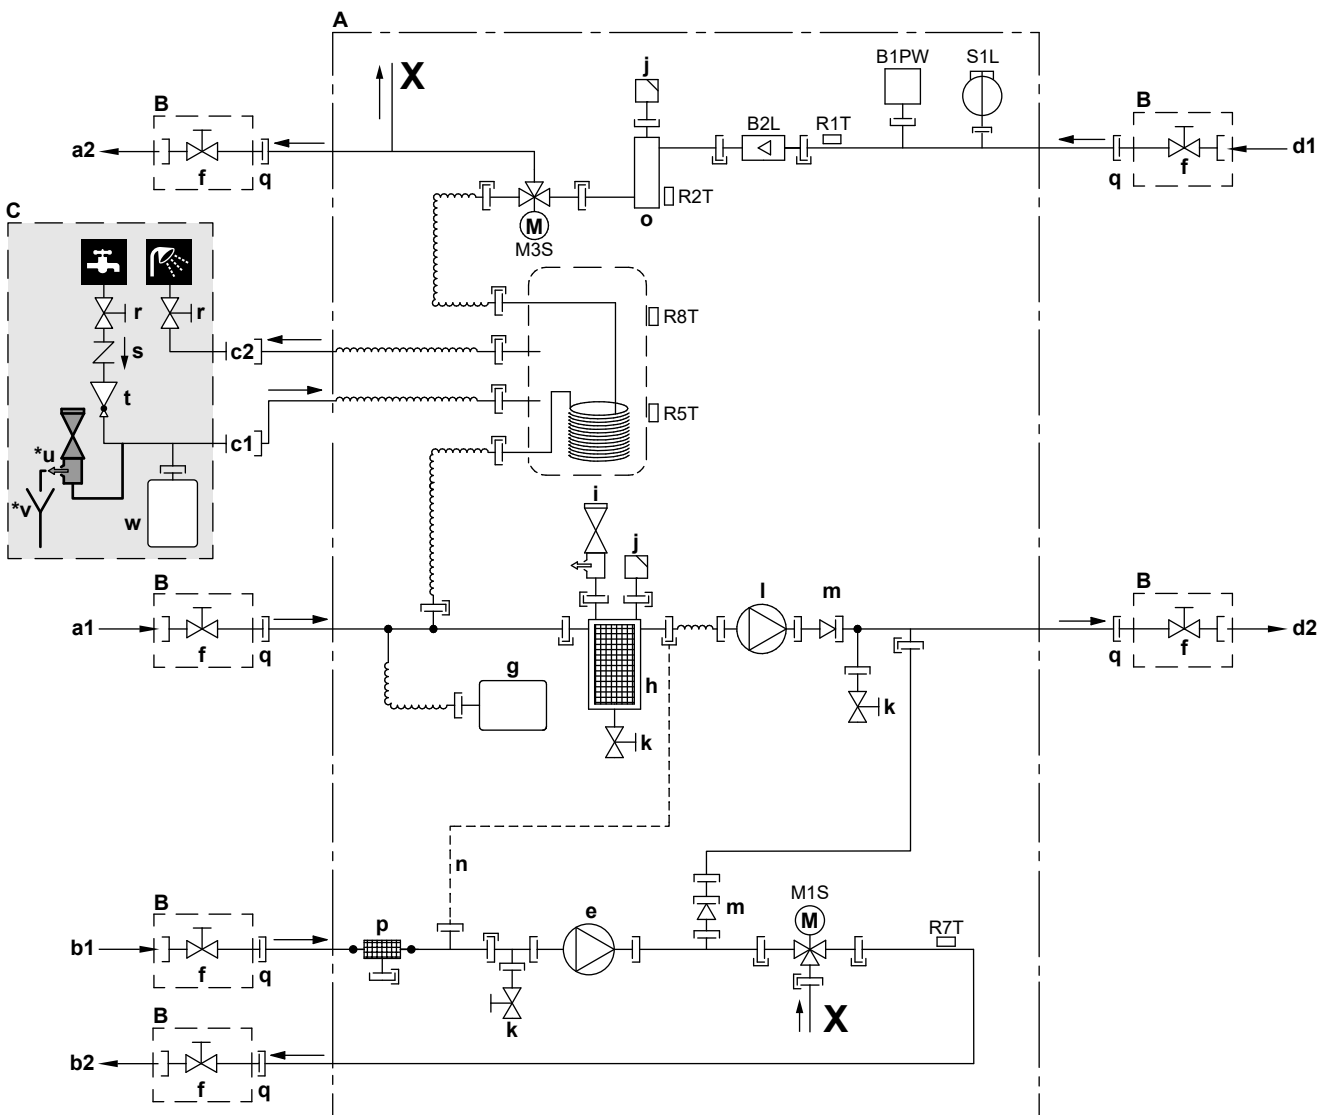 A
X
j
B1PW
S1L
B
B
B2L
R1T
a2
d1
f
q
q
f
R2T
C
M
o
M3S
r
r
R8T
s
c2
t
R5T
c1
*u
i
*v
w
j
B
l
m
B
a1
d2
f
q
q
f
g
h
k
k
n
M1S
B
p
e
m
M
R7T
b1
f
q
k
X
B
b2
f
q